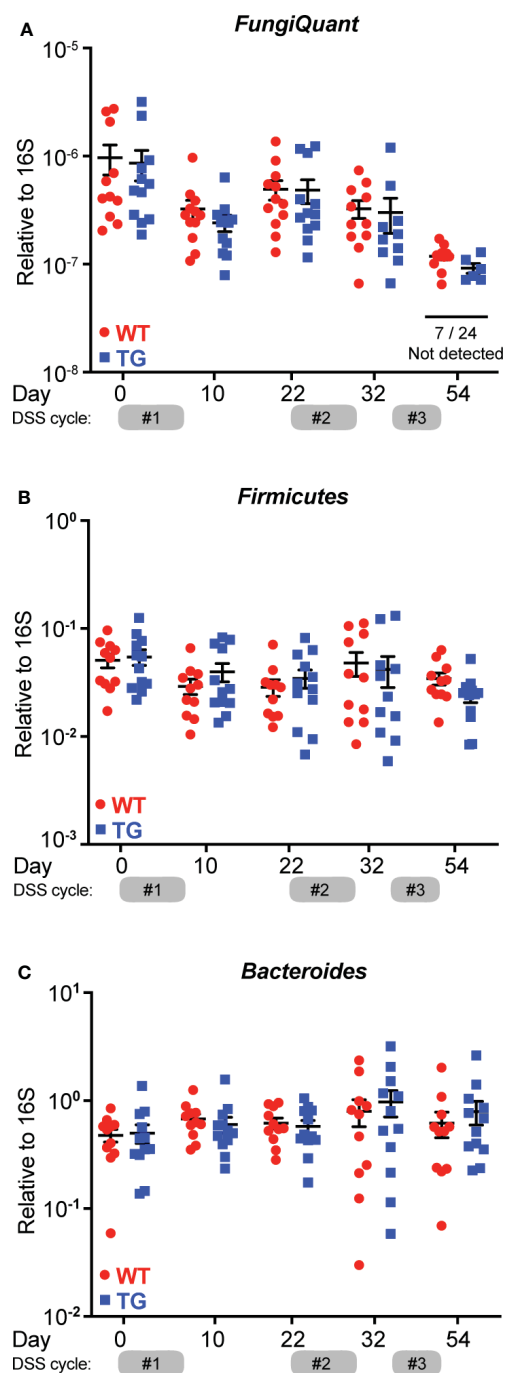 A
FungiQuant
Relative to 16S
10-5
10-6
10-7
10-8
WT
TG
7 / 24
Not detected
Day 0 10 22 32 54
DSS cycle: #1 #2 #3
B
Firmicutes
Relative to 16S
100
10-1
10-2
10-3
WT
TG
Day 0 10 22 32 54
DSS cycle: #1 #2 #3
C
Bacteroides
Relative to 16S
101
100
10-1
10-2
WT
TG
Day 0 10 22 32 54
DSS cycle: #1 #2 #3